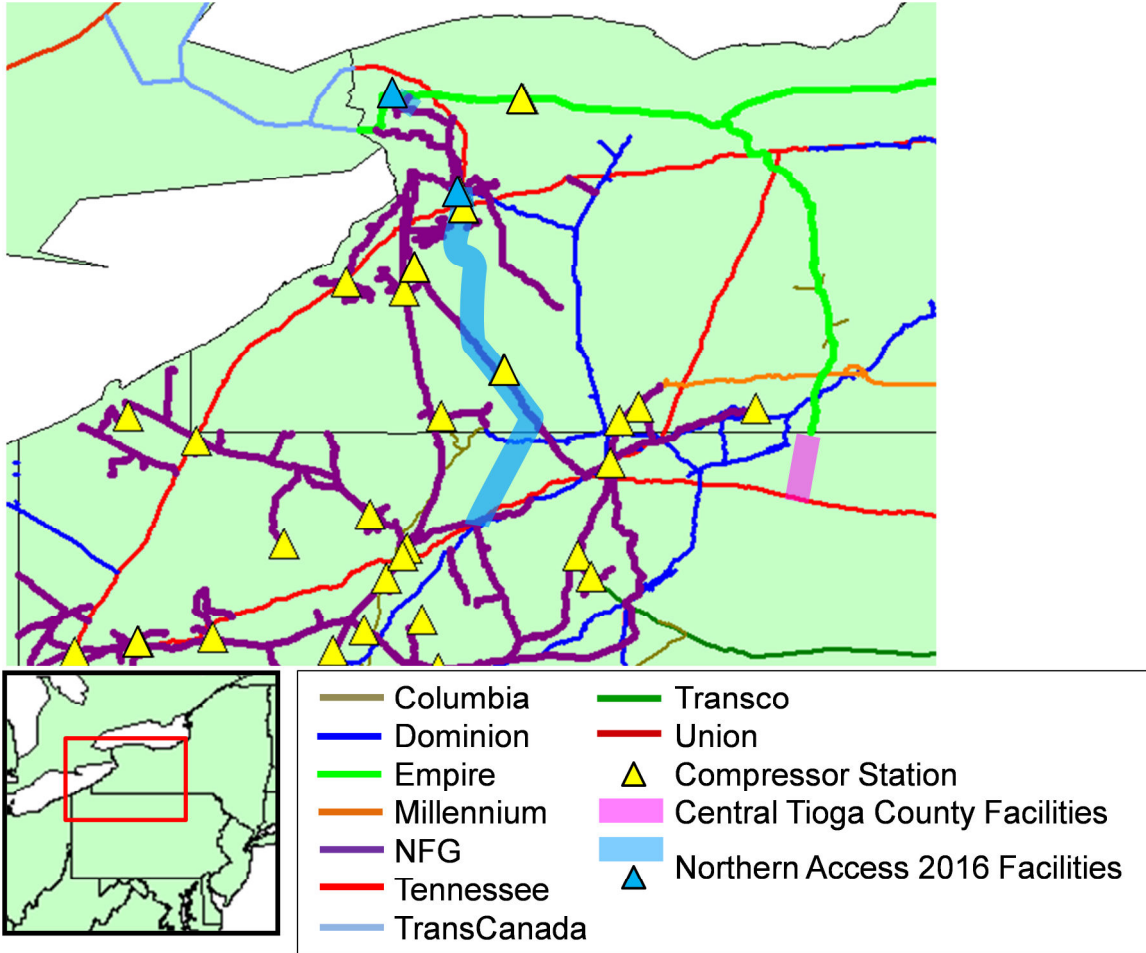 Columbia
Dominion
Empire
Millennium
NFG
Tennessee
TransCanada
Transco
Union
Compressor Station
Central Tioga County Facilities
Northern Access 2016 Facilities